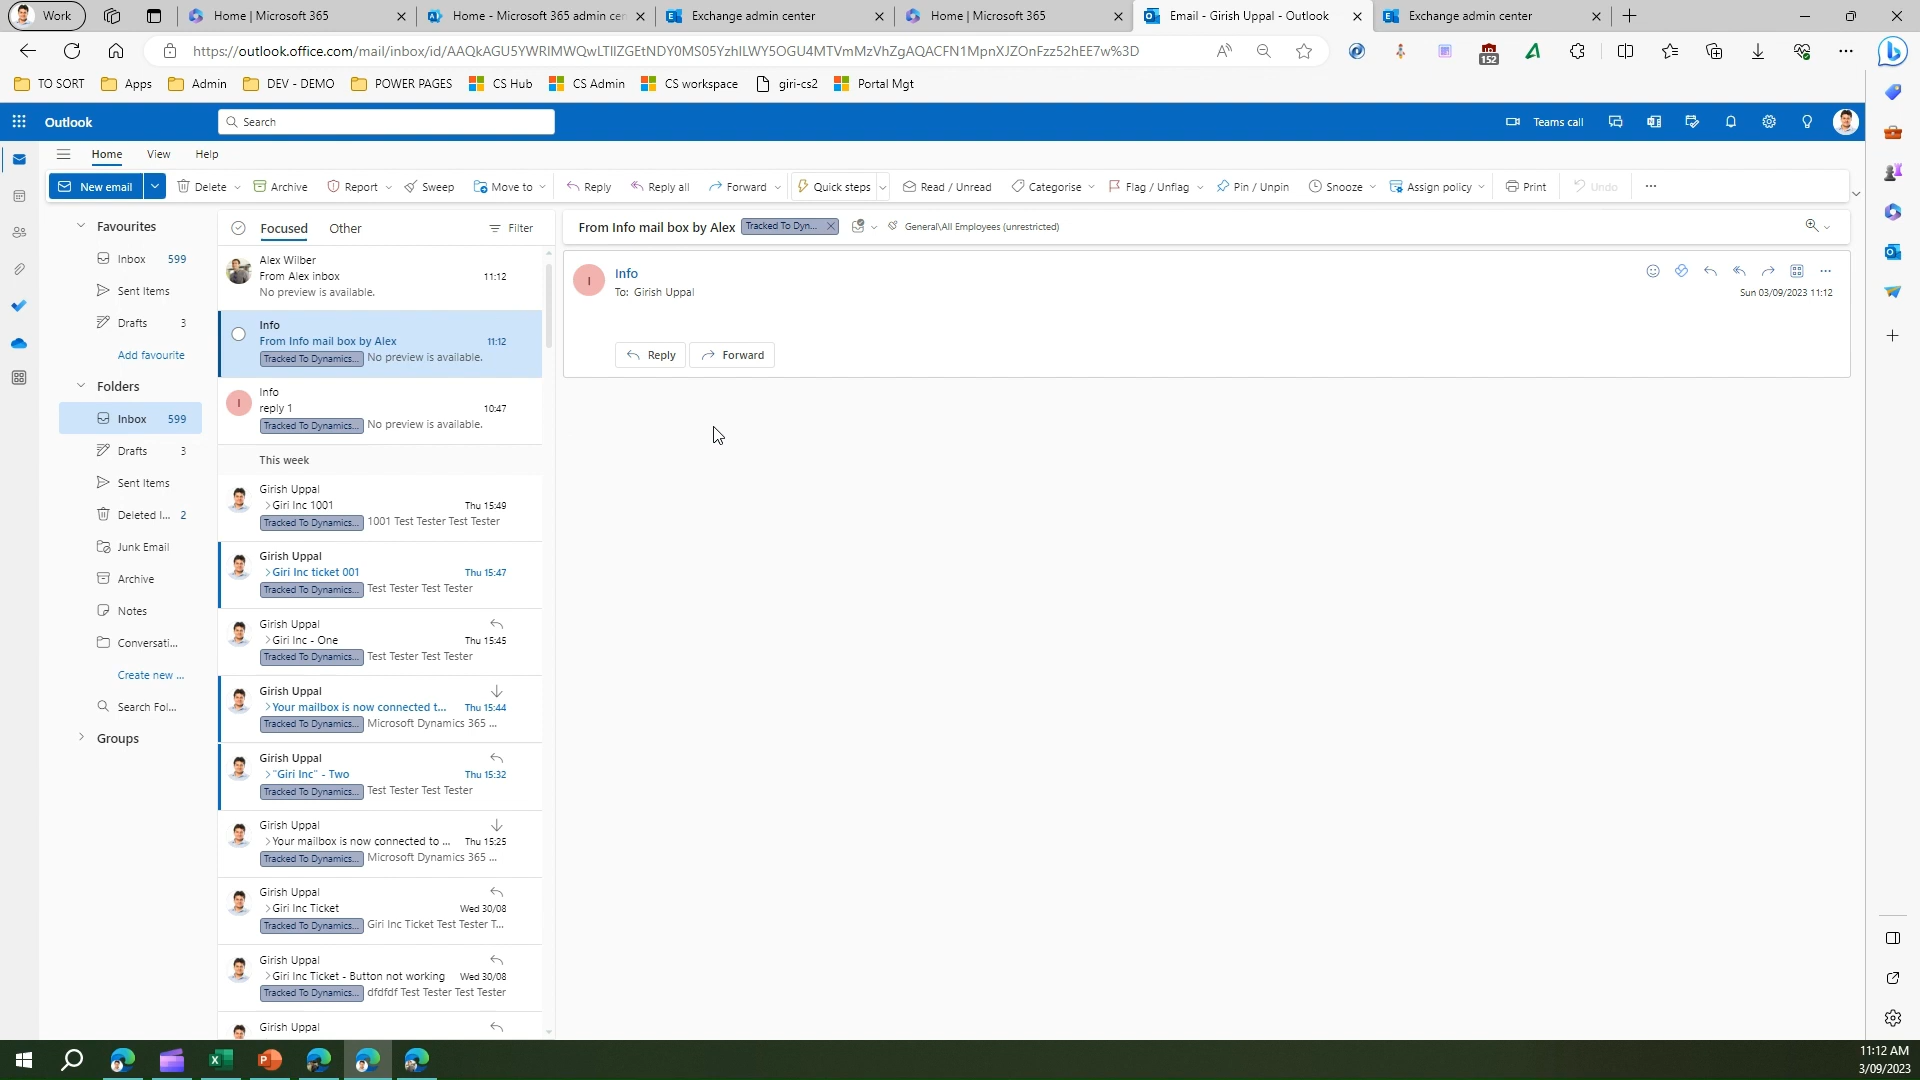 Work
Home | Microsoft 365
Home - Microsoft 365 admin cen
Exchange admin center
Home | Microsoft 365
Email - Girish Uppal - Outlook
Exchange admin center
TO SORT
Apps
Admin
DEV - DEMO
POWER PAGES
CS Hub
CS Admin
CS workspace
giri-cs2
Portal Mgt
152
Outlook
Search
Teams call
Home
View
Help
New email
Delete
Archive
Report
Sweep
Move to
Reply
Reply all
Forward
Quick steps
Read / Unread
Categorise
Flag / Unflag
Pin / Unpin
Snooze
Assign policy
Print
Undo
Favourites
Inbox 599
Sent Items
Drafts 3
Add favourite
Folders
Inbox 599
Drafts 3
Sent Items
Deleted I... 2
Junk Email
Archive
Notes
Conversati...
Create new ...
Search Fol...
Groups
Focused
Other
Filter
Alex Wilber
From Alex inbox 11:12
No preview is available.
Info
From Info mail box by Alex 11:12
Tracked To Dynamics... No preview is available.
I
Info
reply 1 10:47
Tracked To Dynamics... No preview is available.
This week
Girish Uppal
Giri Inc 1001 Thu 15:49
Tracked To Dynamics... 1001 Test Tester Test Tester
Girish Uppal
Giri Inc ticket 001 Thu 15:47
Tracked To Dynamics... Test Tester Test Tester
Girish Uppal
Giri Inc - One Thu 15:45
Tracked To Dynamics... Test Tester Test Tester
Girish Uppal
Your mailbox is now connected t... Thu 15:44
Tracked To Dynamics... Microsoft Dynamics 365 ...
Girish Uppal
"Giri Inc" - Two Thu 15:32
Tracked To Dynamics... Test Tester Test Tester
Girish Uppal
Your mailbox is now connected to ... Thu 15:25
Tracked To Dynamics... Microsoft Dynamics 365 ...
Girish Uppal
Giri Inc Ticket Wed 30/08
Tracked To Dynamics... Giri Inc Ticket Test Tester T...
Girish Uppal
Giri Inc Ticket - Button not working Wed 30/08
Tracked To Dynamics... dfdfdf Test Tester Test Tester
Girish Uppal
From Info mail box by Alex
Tracked To Dyn...
General\All Employees (unrestricted)
I
Info
To: Girish Uppal
Sun 03/09/2023 11:12
Reply
Forward
11:12 AM
3/09/2023